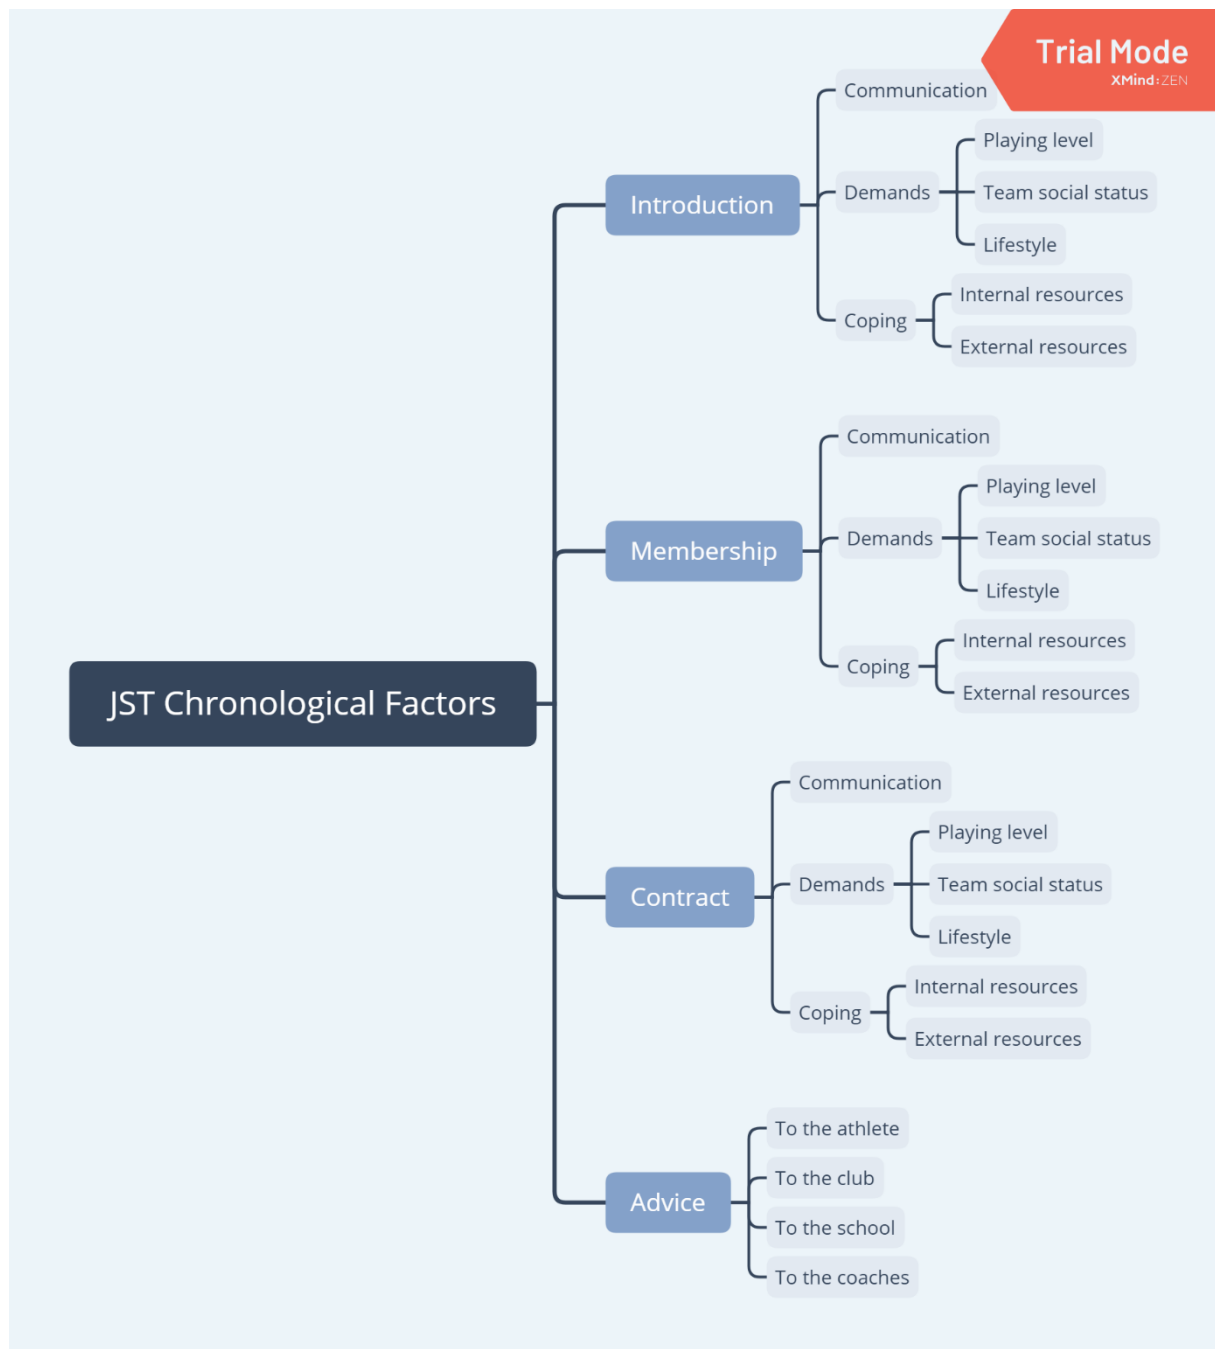 Trial Mode
XMind:ZEN
JST Chronological Factors
Introduction
Communication
Demands
Playing level
Team social status
Lifestyle
Coping
Internal resources
External resources
Membership
Communication
Demands
Playing level
Team social status
Lifestyle
Coping
Internal resources
External resources
Contract
Communication
Demands
Playing level
Team social status
Lifestyle
Coping
Internal resources
External resources
Advice
To the athlete
To the club
To the school
To the coaches